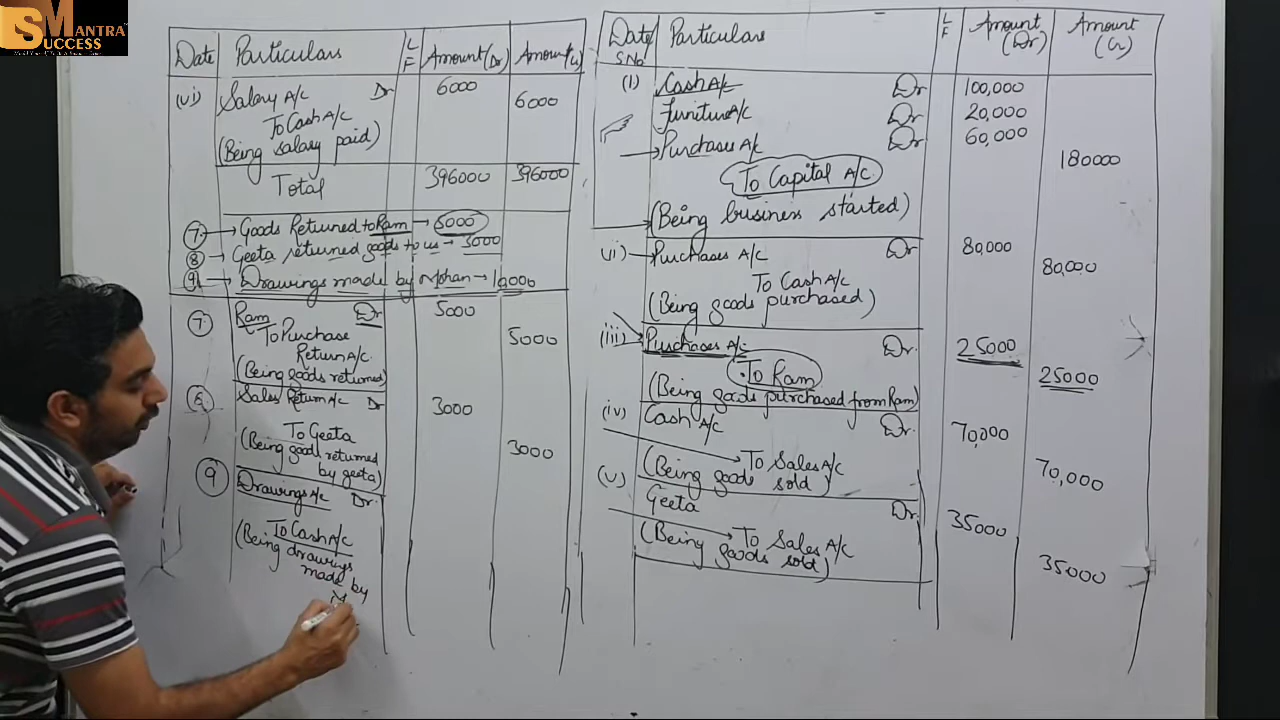 SMANTRA
SUCCESS
Date Particulars LF Amount(Dr) Amount(Cr)
(vi) Salary A/c Dr 6000
To Cash A/c 6000
(Being salary paid)
Total 396000 396000
7 → Goods Returned to Ram → 5000
8 → Geeta returned goods to us → 3000
9 → Drawings made by Mohan → 10000
7 Ram Dr 5000
To Purchase 5000
Return A/c
(Being goods returned)
Sales Return A/c Dr 3000
To Geeta
(Being goods returned 3000
by geeta)
9 Drawings A/c Dr
To Cash A/c
(Being drawings
made by
Date Particulars LF Amount Amount
S.No (Dr) (Cr)
(i) Cash A/c Dr 100,000
Furniture A/c Dr 20,000
Purchase A/c Dr 60,000
To Capital A/c 180000
(Being business started)
(ii) Purchases A/c Dr 80,000
To Cash A/c 80,000
(Being goods purchased)
(iii) Purchases A/c Dr. 25000
To Ram 25000
(Being goods purchased from Ram)
(iv) Cash A/c Dr. 70,000
To Sales A/c 70,000
(Being goods sold)
(v) Geeta Dr. 35000
To Sales A/c
(Being goods sold) 35000